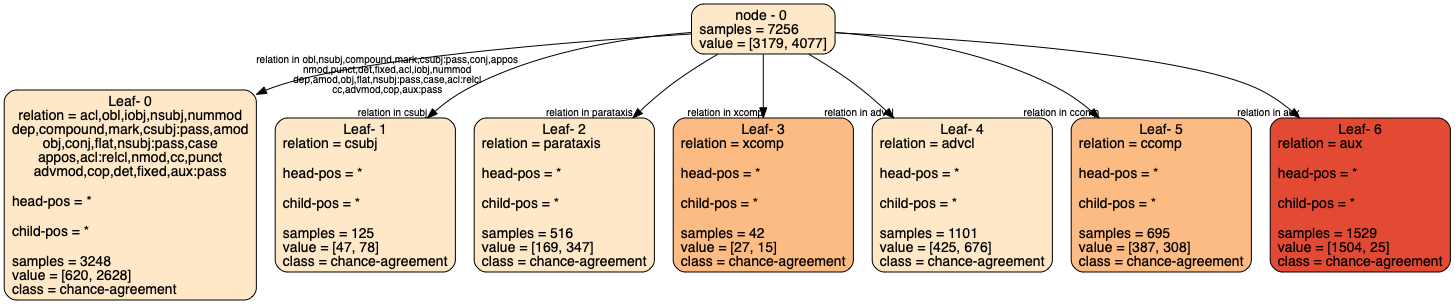 node - 0
samples = 7256
value = [3179, 4077]
relation in obl,nsubj,compound,mark,csubj:pass,conj,appos
nmod,punct,det,fixed,acl,iobj,nummod
dep,amod,obj,flat,nsubj:pass,case,acl:relcl
cc,advmod,cop,aux:pass
relation in csubj
relation in parataxis
relation in xcomp
relation in advcl
relation in ccomp
relation in aux
Leaf- 0
relation = acl,obl,iobj,nsubj,nummod
dep,compound,mark,csubj:pass,amod
obj,conj,flat,nsubj:pass,case
appos,acl:relcl,nmod,cc,punct
advmod,cop,det,fixed,aux:pass
head-pos = *
child-pos = *
samples = 3248
value = [620, 2628]
class = chance-agreement
Leaf- 1
relation = csubj
head-pos = *
child-pos = *
samples = 125
value = [47, 78]
class = chance-agreement
Leaf- 2
relation = parataxis
head-pos = *
child-pos = *
samples = 516
value = [169, 347]
class = chance-agreement
Leaf- 3
relation = xcomp
head-pos = *
child-pos = *
samples = 42
value = [27, 15]
class = chance-agreement
Leaf- 4
relation = advcl
head-pos = *
child-pos = *
samples = 1101
value = [425, 676]
class = chance-agreement
Leaf- 5
relation = ccomp
head-pos = *
child-pos = *
samples = 695
value = [387, 308]
class = chance-agreement
Leaf- 6
relation = aux
head-pos = *
child-pos = *
samples = 1529
value = [1504, 25]
class = chance-agreement